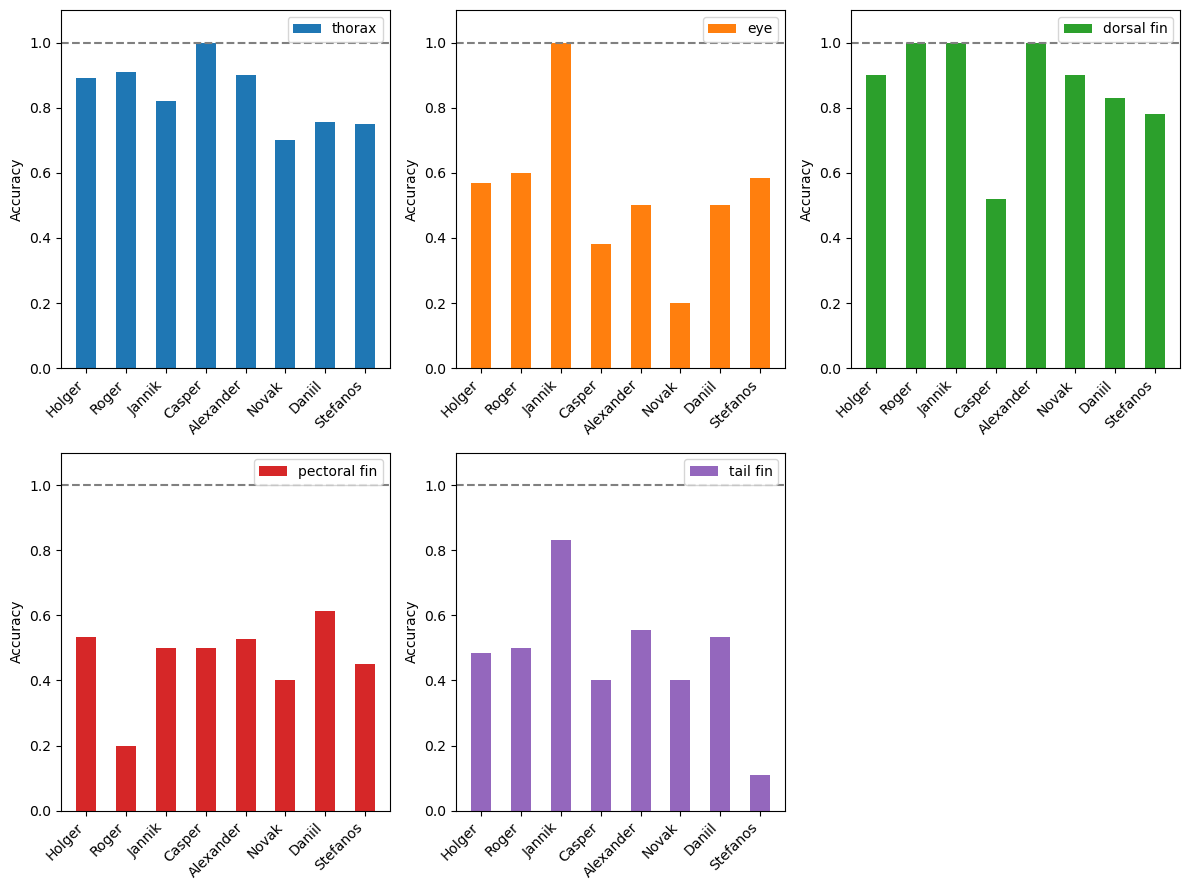 thorax
Accuracy
1.0
0.8
0.6
0.4
0.2
0.0
Holger
Roger
Jannik
Casper
Alexander
Novak
Daniil
Stefanos
eye
Accuracy
1.0
0.8
0.6
0.4
0.2
0.0
Holger
Roger
Jannik
Casper
Alexander
Novak
Daniil
Stefanos
dorsal fin
Accuracy
1.0
0.8
0.6
0.4
0.2
0.0
Holger
Roger
Jannik
Casper
Alexander
Novak
Daniil
Stefanos
pectoral fin
Accuracy
1.0
0.8
0.6
0.4
0.2
0.0
Holger
Roger
Jannik
Casper
Alexander
Novak
Daniil
Stefanos
tail fin
Accuracy
1.0
0.8
0.6
0.4
0.2
0.0
Holger
Roger
Jannik
Casper
Alexander
Novak
Daniil
Stefanos